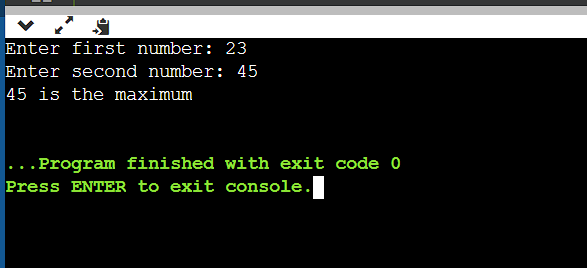 Enter first number: 23
Enter second number: 45
45 is the maximum
...Program finished with exit code 0
Press ENTER to exit console.